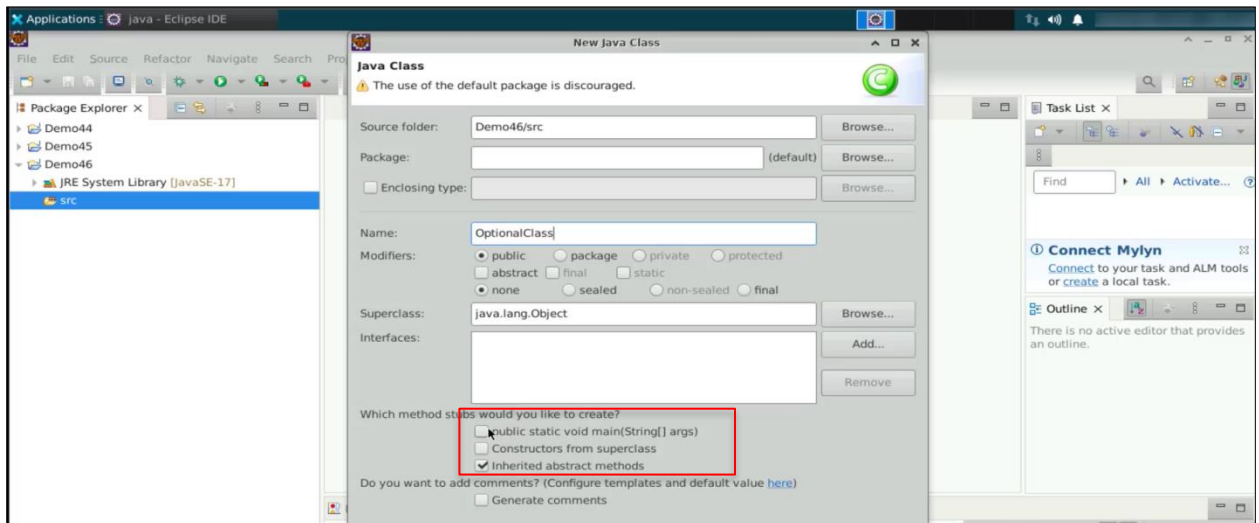 Applications : java - Eclipse IDE
New Java Class
File Edit Source Refactor Navigate Search Proj
Java Class
The use of the default package is discouraged.
Package Explorer
Demo44
Demo45
Demo46
JRE System Library [JavaSE-17]
src
Source folder: Demo46/src Browse...
Package: (default) Browse...
Enclosing type: Browse...
Name: OptionalClass
Modifiers: public package private protected
abstract final static
none sealed non-sealed final
Superclass: java.lang.Object Browse...
Interfaces: Add...
Remove
Which method stubs would you like to create?
public static void main(String[] args)
Constructors from superclass
Inherited abstract methods
Do you want to add comments? (Configure templates and default value here)
Generate comments
Task List
Find All Activate...
Connect Mylyn
Connect to your task and ALM tools
or create a local task.
Outline
There is no active editor that provides
an outline.